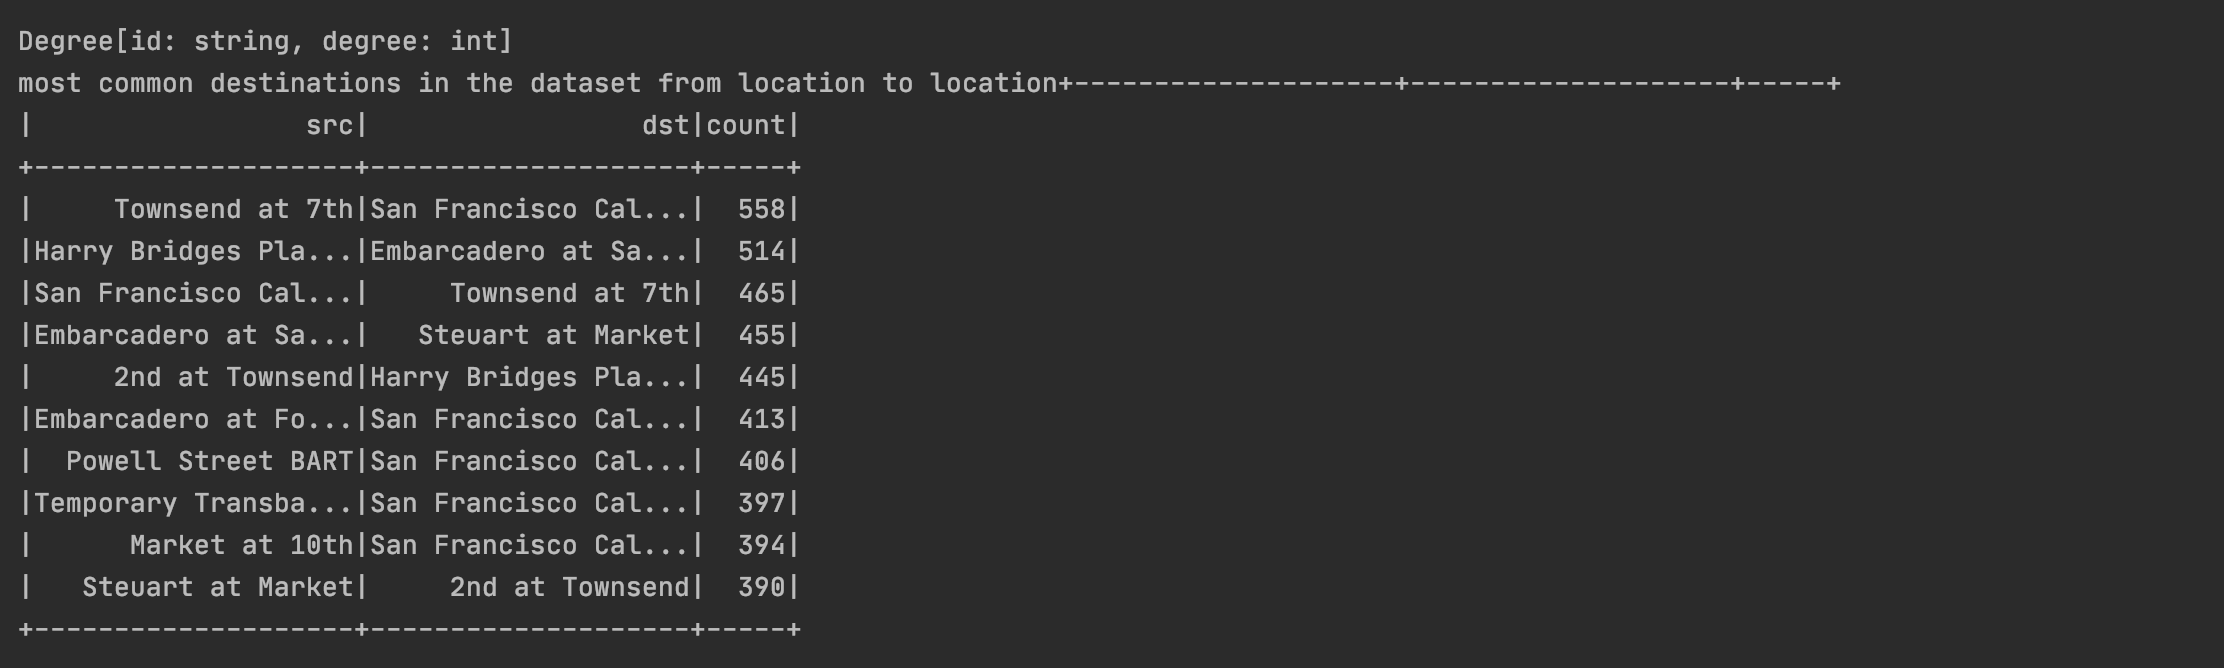 Degree[id: string, degree: int]
most common destinations in the dataset from location to location+--------------------+--------------------+-----+
|                 src|                 dst|count|
+--------------------+--------------------+-----+
|     Townsend at 7th|San Francisco Cal...|  558|
|Harry Bridges Pla...|Embarcadero at Sa...|  514|
|San Francisco Cal...|     Townsend at 7th|  465|
|Embarcadero at Sa...|   Steuart at Market|  455|
|     2nd at Townsend|Harry Bridges Pla...|  445|
|Embarcadero at Fo...|San Francisco Cal...|  413|
|  Powell Street BART|San Francisco Cal...|  406|
|Temporary Transba...|San Francisco Cal...|  397|
|      Market at 10th|San Francisco Cal...|  394|
|   Steuart at Market|     2nd at Townsend|  390|
+--------------------+--------------------+-----+